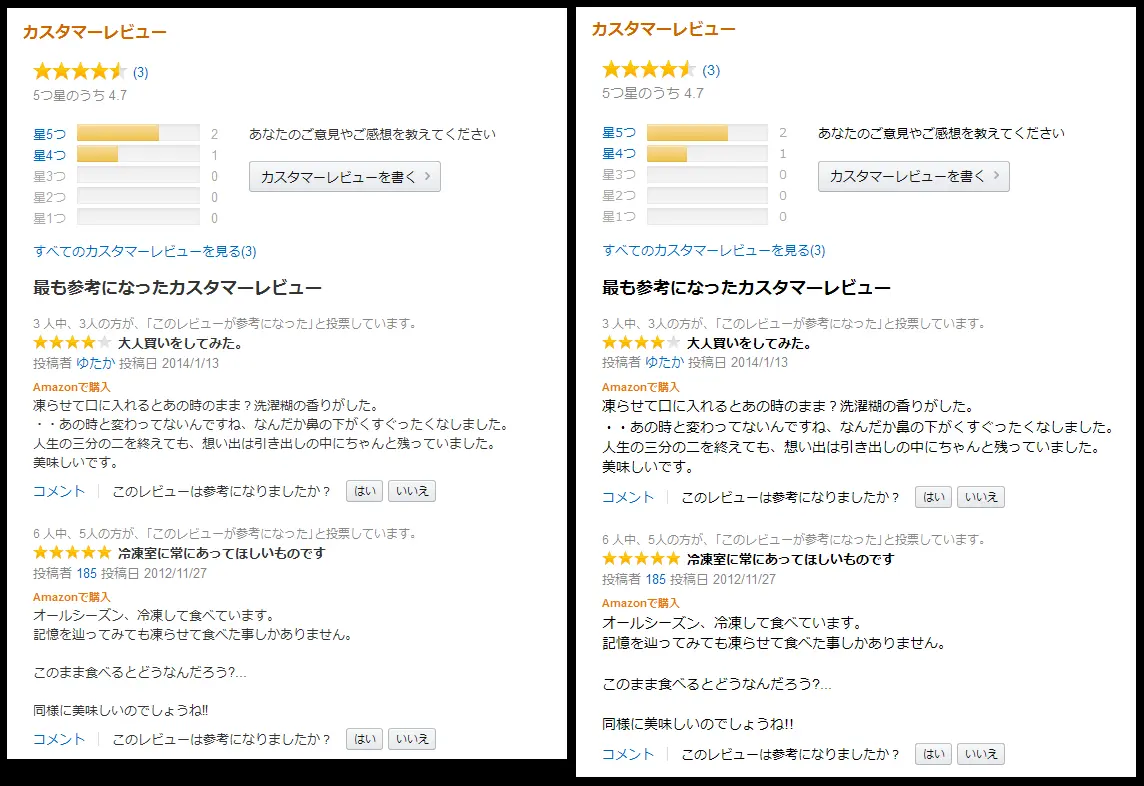 カスタマーレビュー
(3)
5つ星のうち 4.7
星5つ 2
星4つ 1
星3つ 0
星2つ 0
星1つ 0
あなたのご意見やご感想を教えてください
カスタマーレビューを書く ›
すべてのカスタマーレビューを見る(3)
最も参考になったカスタマーレビュー
3 人中、3人の方が、「このレビューが参考になった」と投票しています。
大人買いをしてみた。
投稿者 ゆたか 投稿日 2014/1/13
Amazonで購入
凍らせて口に入れるとあの時のまま？洗濯糊の香りがした。
・・あの時と変わってないんですね、なんだか鼻の下がくすぐったくなしました。
人生の三分の二を終えても、想い出は引き出しの中にちゃんと残っていました。
美味しいです。
コメント | このレビューは参考になりましたか？ はい いいえ
6 人中、5人の方が、「このレビューが参考になった」と投票しています。
冷凍室に常にあってほしいものです
投稿者 185 投稿日 2012/11/27
Amazonで購入
オールシーズン、冷凍して食べています。
記憶を辿ってみても凍らせて食べた事しかありません。
このまま食べるとどうなんだろう?...
同様に美味しいのでしょうね!!
コメント | このレビューは参考になりましたか？ はい いいえ
カスタマーレビュー
(3)
5つ星のうち 4.7
星5つ 2
星4つ 1
星3つ 0
星2つ 0
星1つ 0
あなたのご意見やご感想を教えてください
カスタマーレビューを書く ›
すべてのカスタマーレビューを見る(3)
最も参考になったカスタマーレビュー
3 人中、3人の方が、「このレビューが参考になった」と投票しています。
大人買いをしてみた。
投稿者 ゆたか 投稿日 2014/1/13
Amazonで購入
凍らせて口に入れるとあの時のまま？洗濯糊の香りがした。
・・あの時と変わってないんですね、なんだか鼻の下がくすぐったくなしました。
人生の三分の二を終えても、想い出は引き出しの中にちゃんと残っていました。
美味しいです。
コメント | このレビューは参考になりましたか？ はい いいえ
6 人中、5人の方が、「このレビューが参考になった」と投票しています。
冷凍室に常にあってほしいものです
投稿者 185 投稿日 2012/11/27
Amazonで購入
オールシーズン、冷凍して食べています。
記憶を辿ってみても凍らせて食べた事しかありません。
このまま食べるとどうなんだろう?...
同様に美味しいのでしょうね!!
コメント | このレビューは参考になりましたか？ はい いいえ